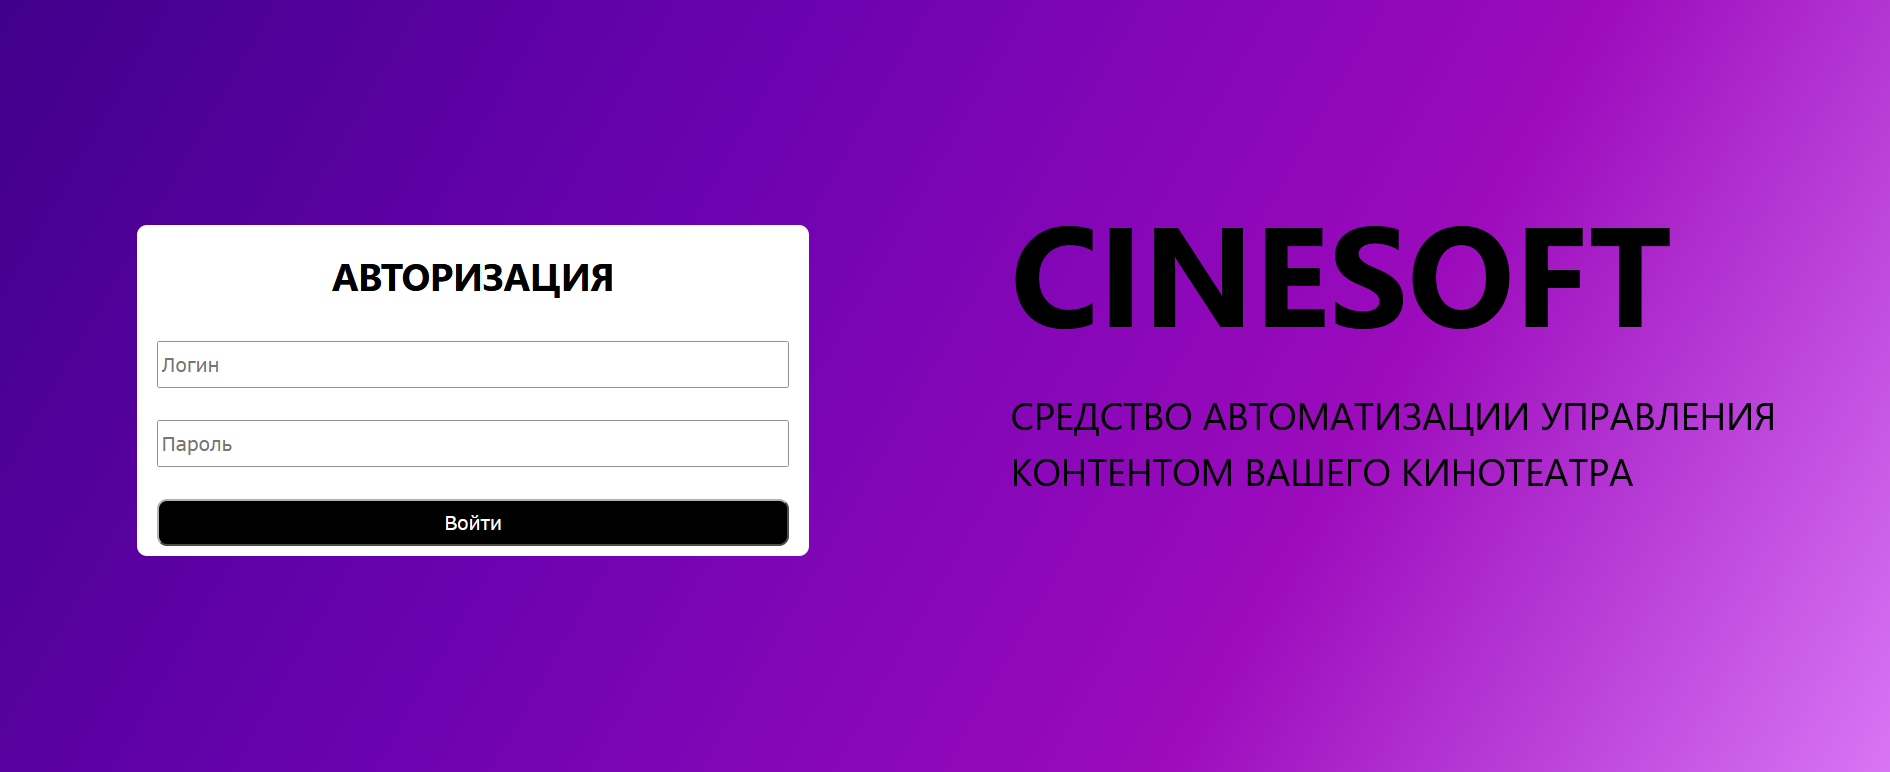 АВТОРИЗАЦИЯ
Логин
Пароль
Войти
CINESOFT
СРЕДСТВО АВТОМАТИЗАЦИИ УПРАВЛЕНИЯ
КОНТЕНТОМ ВАШЕГО КИНОТЕАТРА